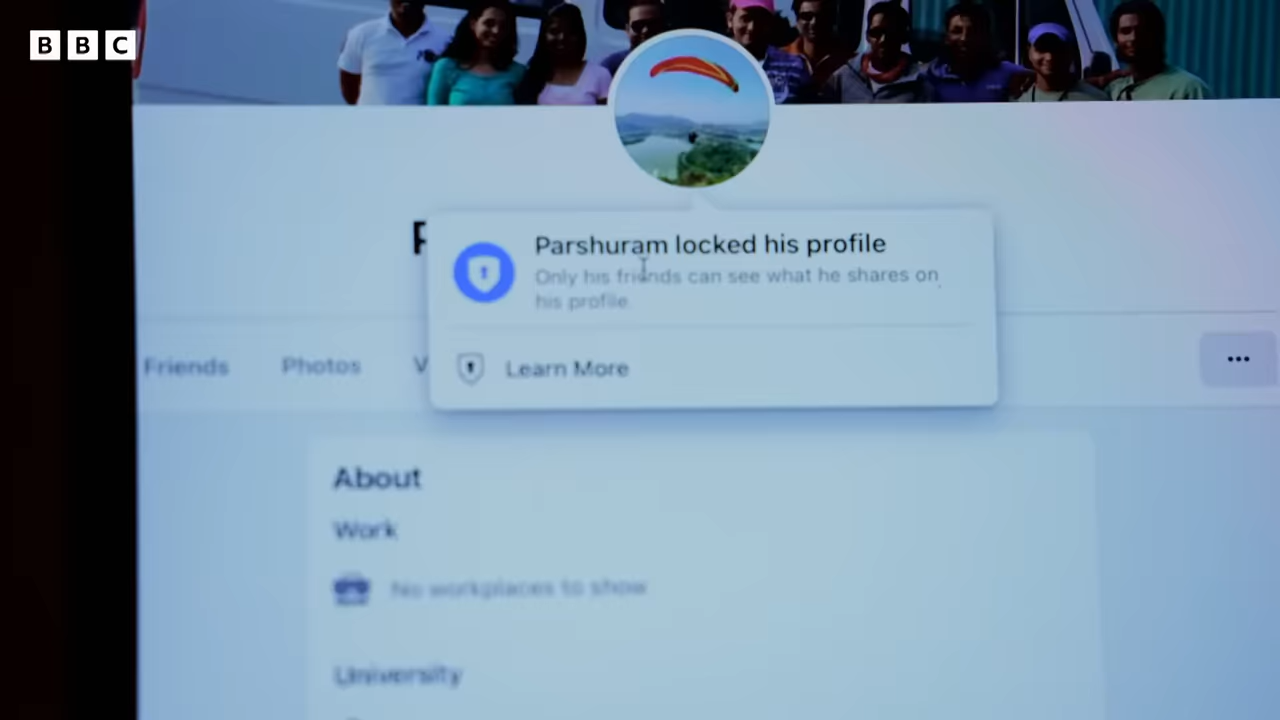 BBC
Parshuram locked his profile
Only his friends can see what he shares on
his profile.
Friends Photos
Learn More
About
Work
No workplaces to show
University